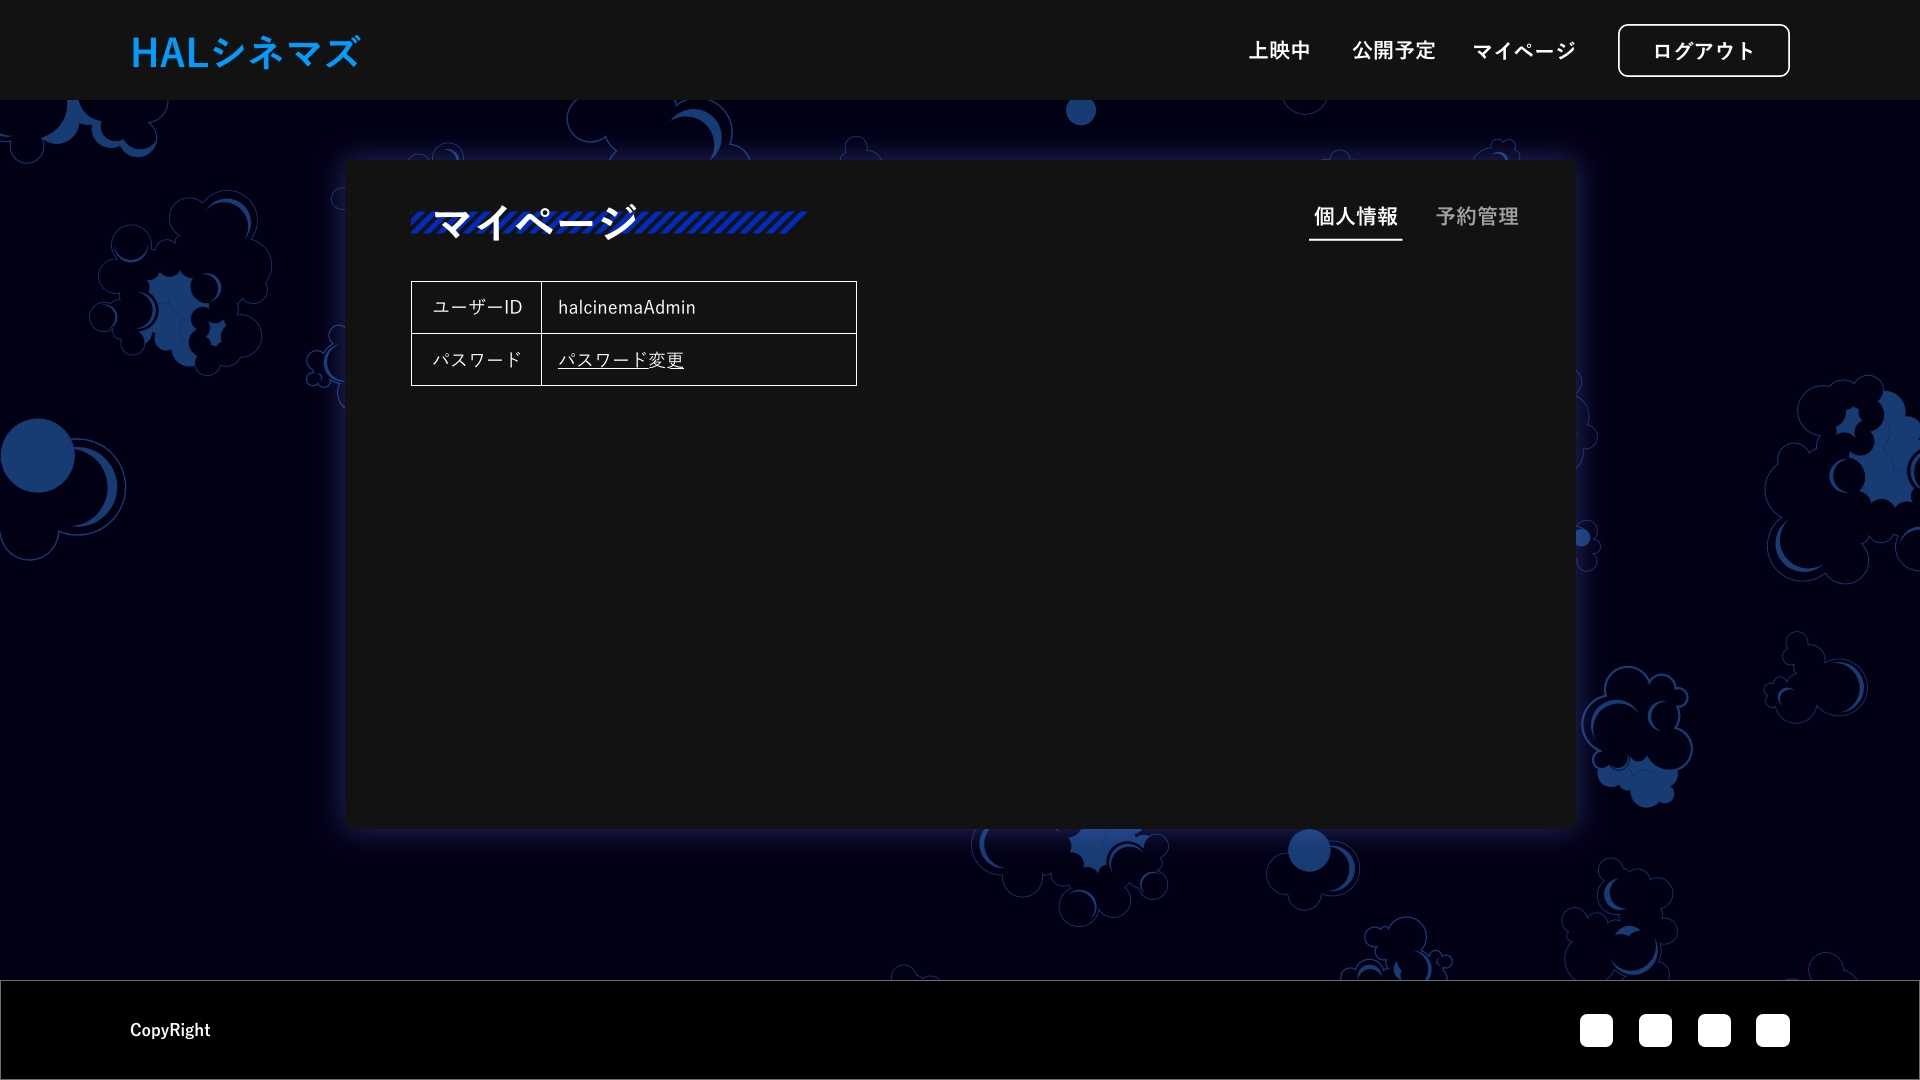 HALシネマズ
上映中 公開予定 マイページ ログアウト
マイページ
個人情報 予約管理
ユーザーID halcinemaAdmin
パスワード パスワード変更
CopyRight